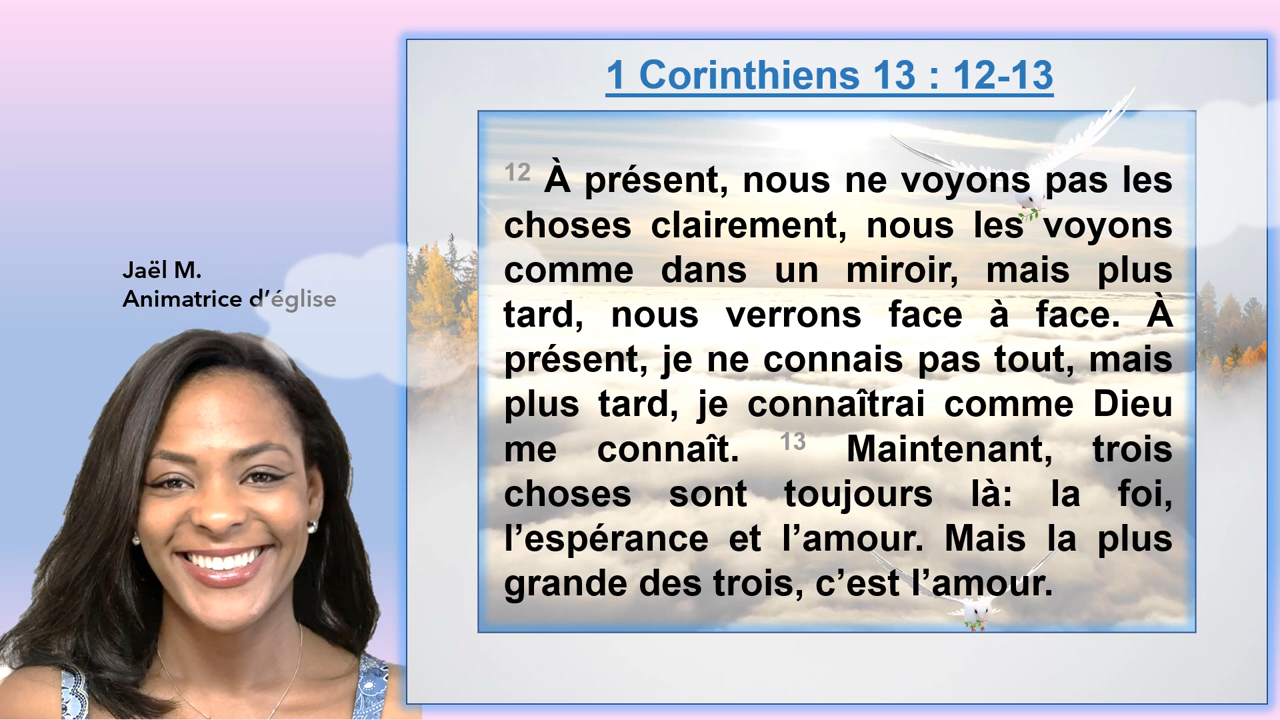 1 Corinthiens 13 : 12-13
12 À présent, nous ne voyons pas les
choses clairement, nous les voyons
comme dans un miroir, mais plus
tard, nous verrons face à face. À
présent, je ne connais pas tout, mais
plus tard, je connaîtrai comme Dieu
me connaît. 13 Maintenant, trois
choses sont toujours là: la foi,
l’espérance et l’amour. Mais la plus
grande des trois, c’est l’amour.
Jaël M.
Animatrice d’église